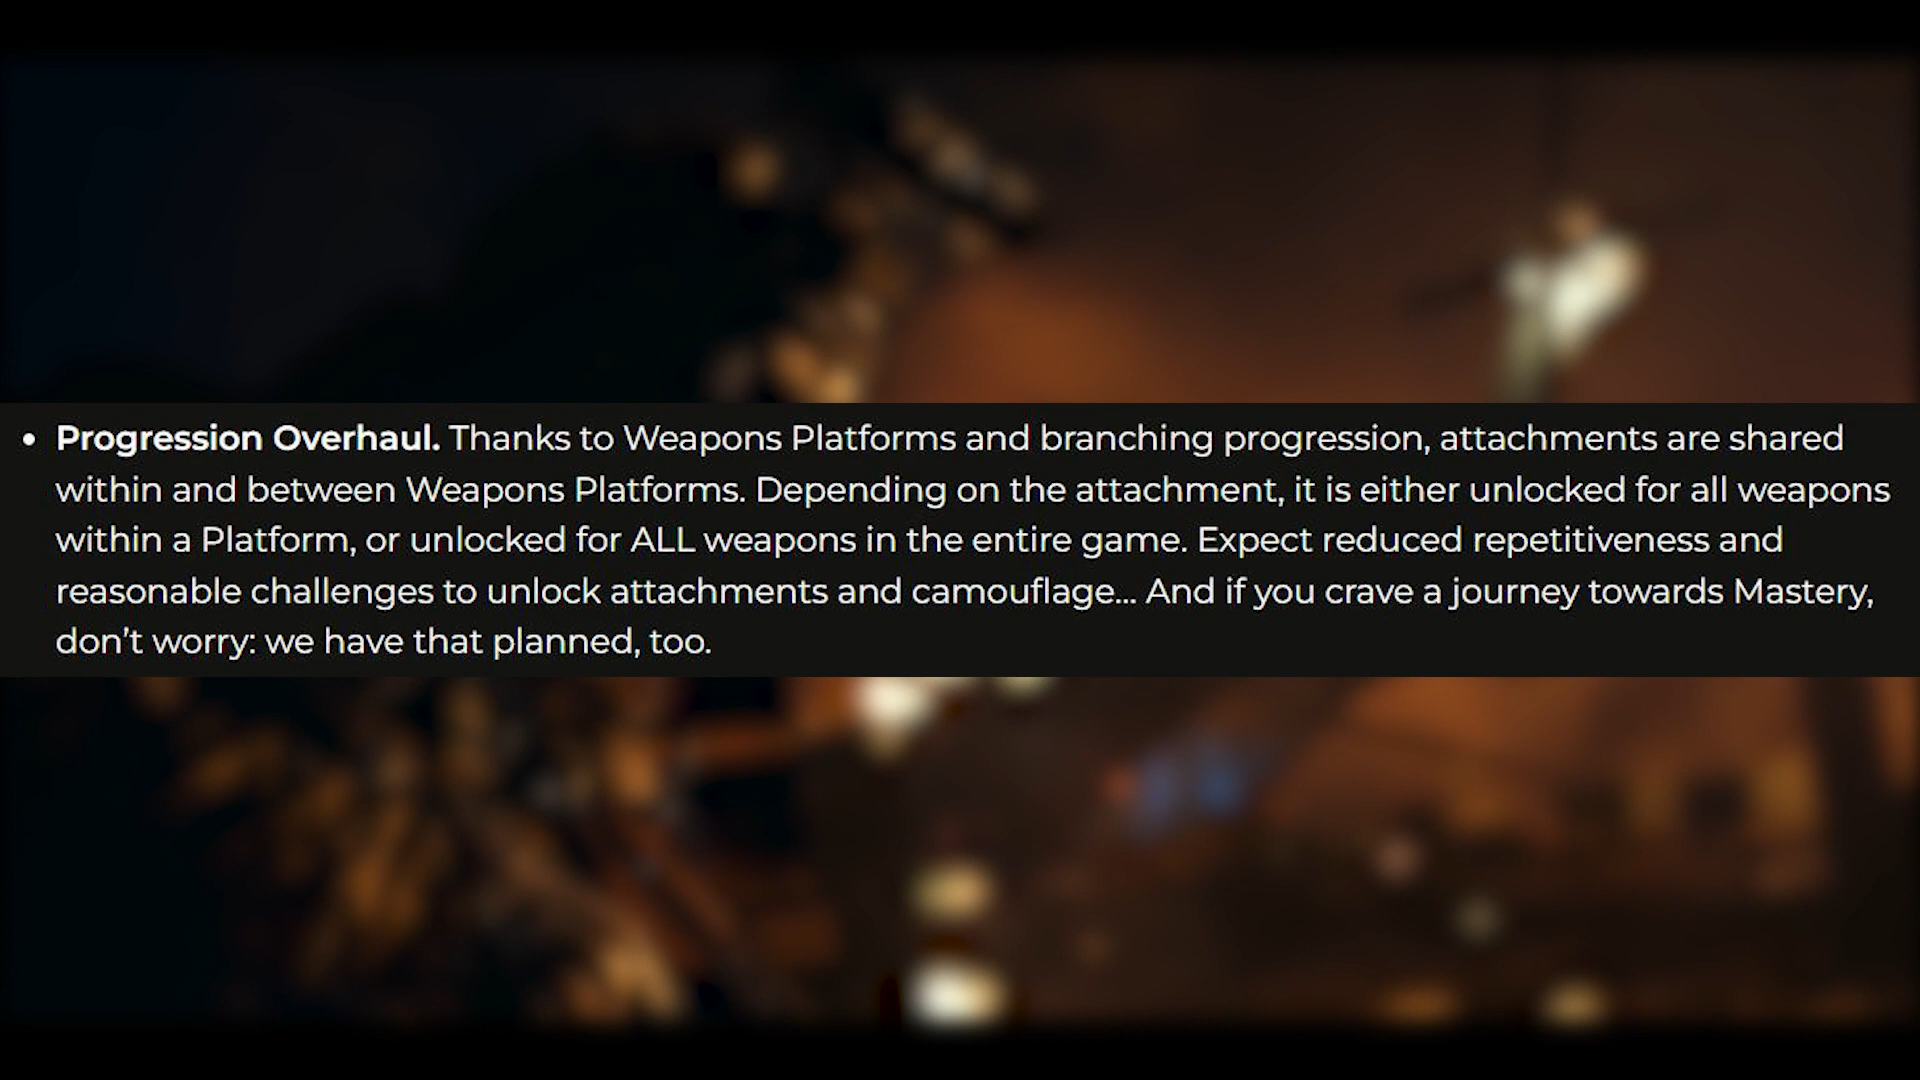 • Progression Overhaul. Thanks to Weapons Platforms and branching progression, attachments are shared
within and between Weapons Platforms. Depending on the attachment, it is either unlocked for all weapons
within a Platform, or unlocked for ALL weapons in the entire game. Expect reduced repetitiveness and
reasonable challenges to unlock attachments and camouflage... And if you crave a journey towards Mastery,
don’t worry: we have that planned, too.